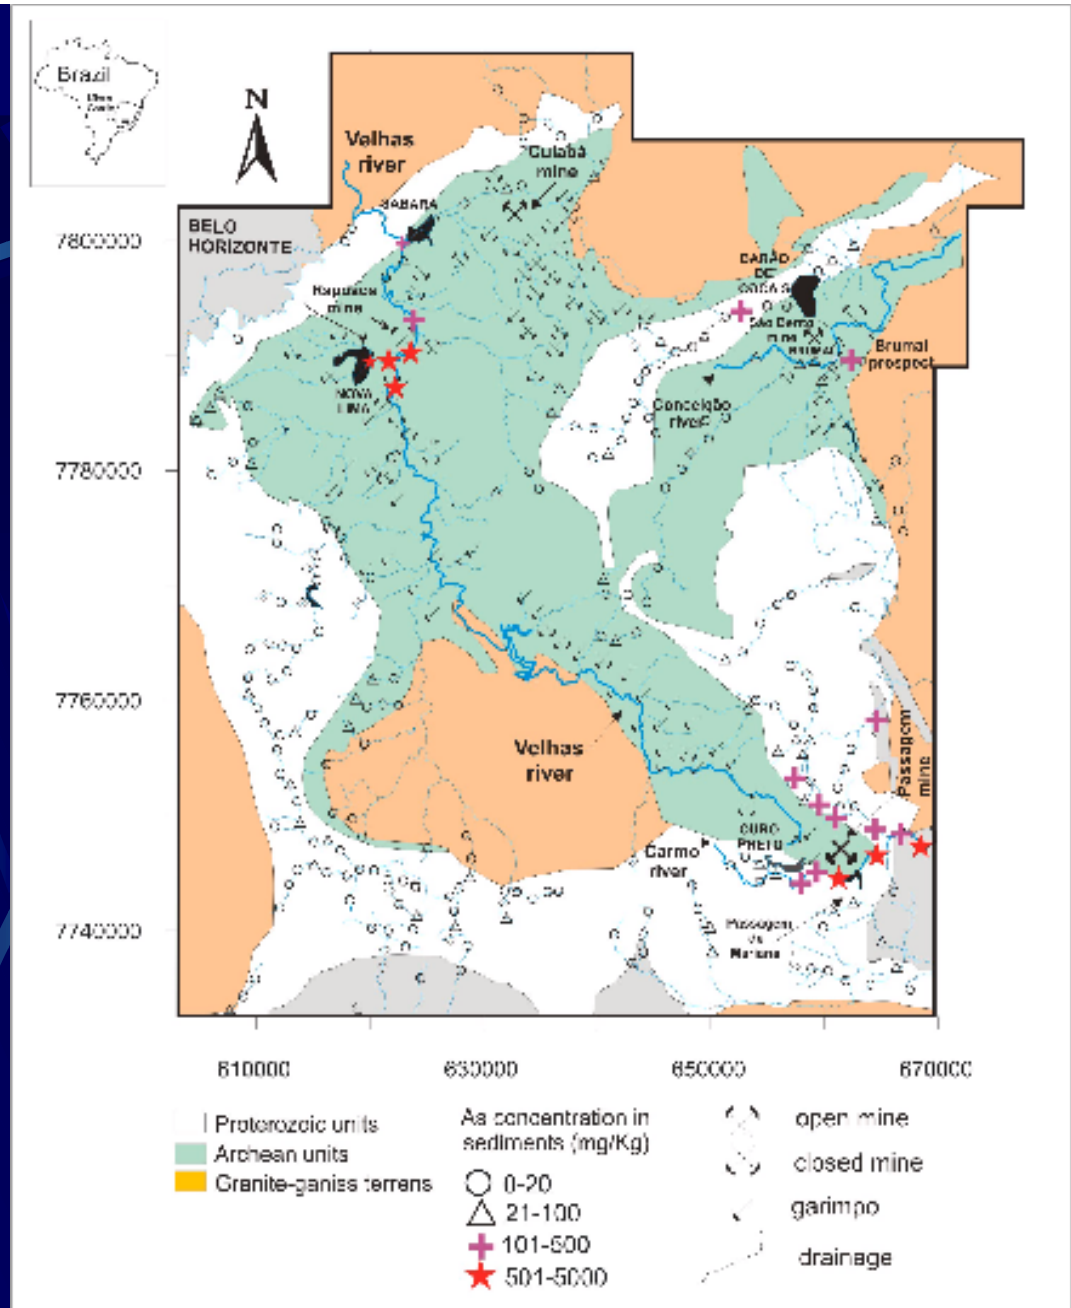 Brazil
N
Velhas
river
Cuiabá
mine
SABARÁ
BELO
HORIZONTE
7800000
Raposos
mine
BARÃO
DE
COCAIS
São Bento
mine
BRUMAL
Brumal
prospect
NOVA
LIMA
Conceição
river
7780000
7760000
Velhas
river
Passagem
mine
OURO
PRETO
Carmo
river
Passagem
de
Mariana
7740000
610000
630000
650000
670000
Proterozoic units
Archean units
Granite-ganiss terrens
As concentration in
sediments (mg/Kg)
0-20
21-100
101-500
501-5000
open mine
closed mine
garimpo
drainage